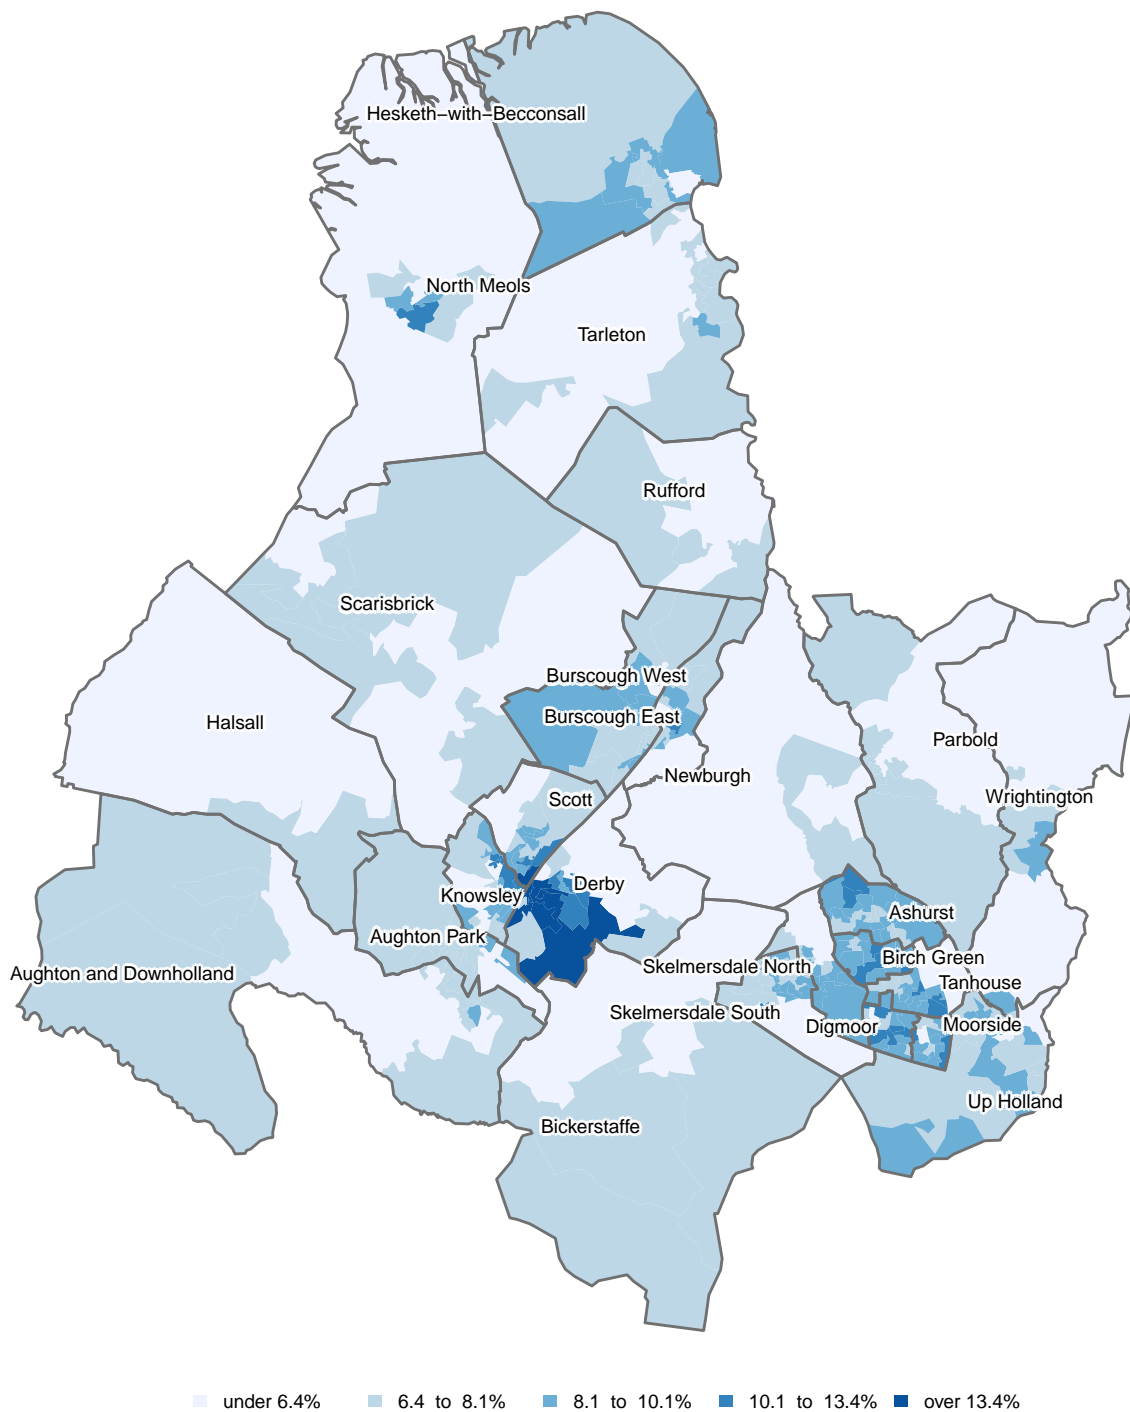 Hesketh−with−Becconsall
North Meols
Tarleton
Rufford
Scarisbrick
Burscough West
Burscough East
Halsall
Parbold
Newburgh
Wrightington
Scott
Derby
Knowsley
Ashurst
Aughton Park
Birch Green
Skelmersdale North
Aughton and Downholland
Tanhouse
Skelmersdale South
Digmoor
Moorside
Up Holland
Bickerstaffe
under 6.4%
6.4 to 8.1%
8.1 to 10.1%
10.1 to 13.4%
over 13.4%